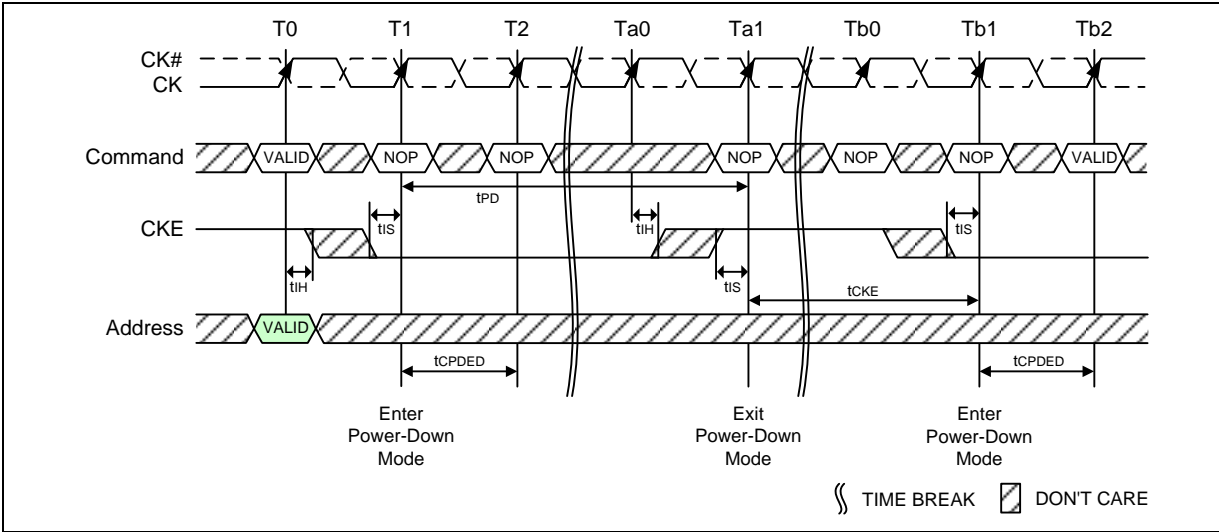 T0 T1 T2 Ta0 Ta1 Tb0 Tb1 Tb2
CK#
CK
Command VALID NOP NOP NOP NOP NOP VALID
tPD
CKE tIS tIH tIS
tIH tIS tCKE
Address VALID
tCPDED tCPDED
Enter Power-Down Mode
Exit Power-Down Mode
Enter Power-Down Mode
TIME BREAK DON'T CARE